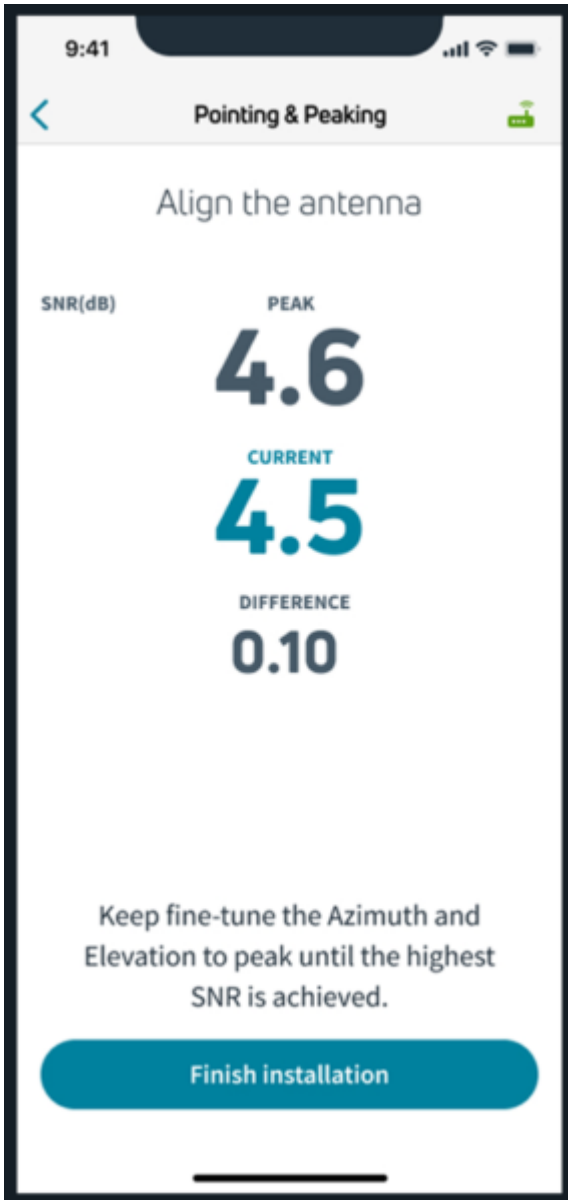 9:41
Pointing & Peaking
Align the antenna
SNR(dB)
PEAK
4.6
CURRENT
4.5
DIFFERENCE
0.10
Keep fine-tune the Azimuth and
Elevation to peak until the highest
SNR is achieved.
Finish installation